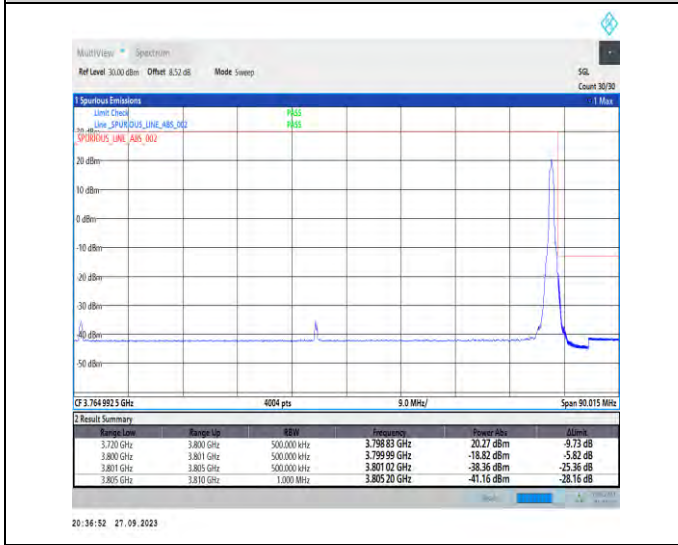 MultiView Spectrum
Ref Level 30.00 dBm Offset 8.52 dB Mode Sweep SGL
Count 30/30
1 Spurious Emissions 1 Max
Limit Check PASS
Line _SPURIOUS_LINE_ABS_002 PASS
_SPURIOUS_LINE_ABS_002
20 dBm
10 dBm
0 dBm
-10 dBm
-20 dBm
-30 dBm
-40 dBm
-50 dBm
CF 3.764 992 5 GHz 4004 pts 9.0 MHz/ Span 90.015 MHz
2 Result Summary
Range Low Range Up RBW Frequency Power Abs ΔLimit
3.720 GHz 3.800 GHz 500.000 kHz 3.798 83 GHz 20.27 dBm -9.73 dB
3.800 GHz 3.801 GHz 500.000 kHz 3.799 99 GHz -18.82 dBm -5.82 dB
3.801 GHz 3.805 GHz 500.000 kHz 3.801 02 GHz -38.36 dBm -25.36 dB
3.805 GHz 3.810 GHz 1.000 MHz 3.805 20 GHz -41.16 dBm -28.16 dB
20:36:52 27.09.2023